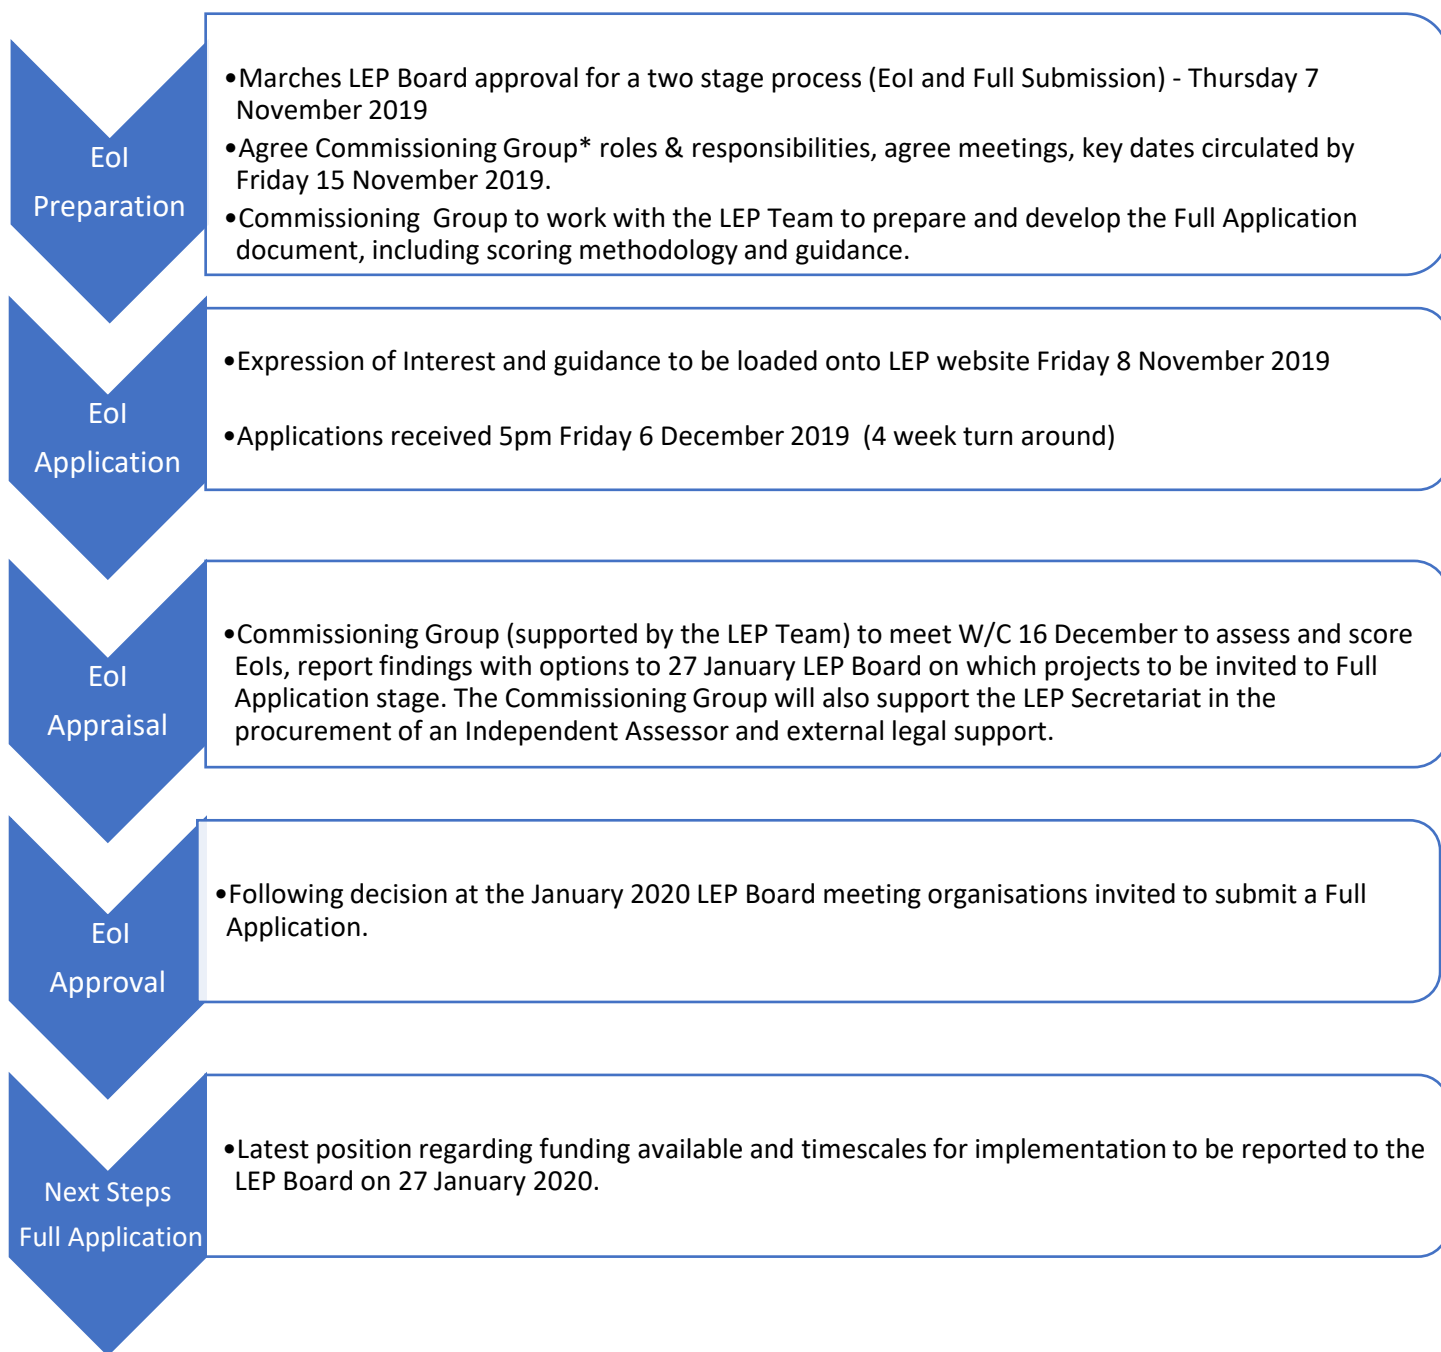 EoI
Preparation
•Marches LEP Board approval for a two stage process (EoI and Full Submission) - Thursday 7
November 2019
•Agree Commissioning Group* roles & responsibilities, agree meetings, key dates circulated by
Friday 15 November 2019.
•Commissioning  Group to work with the LEP Team to prepare and develop the Full Application
document, including scoring methodology and guidance.
EoI
Application
•Expression of Interest and guidance to be loaded onto LEP website Friday 8 November 2019
•Applications received 5pm Friday 6 December 2019  (4 week turn around)
EoI
Appraisal
•Commissioning Group (supported by the LEP Team) to meet W/C 16 December to assess and score
EoIs, report findings with options to 27 January LEP Board on which projects to be invited to Full
Application stage. The Commissioning Group will also support the LEP Secretariat in the
procurement of an Independent Assessor and external legal support.
EoI
Approval
•Following decision at the January 2020 LEP Board meeting organisations invited to submit a Full
Application.
Next Steps
Full Application
•Latest position regarding funding available and timescales for implementation to be reported to the
LEP Board on 27 January 2020.